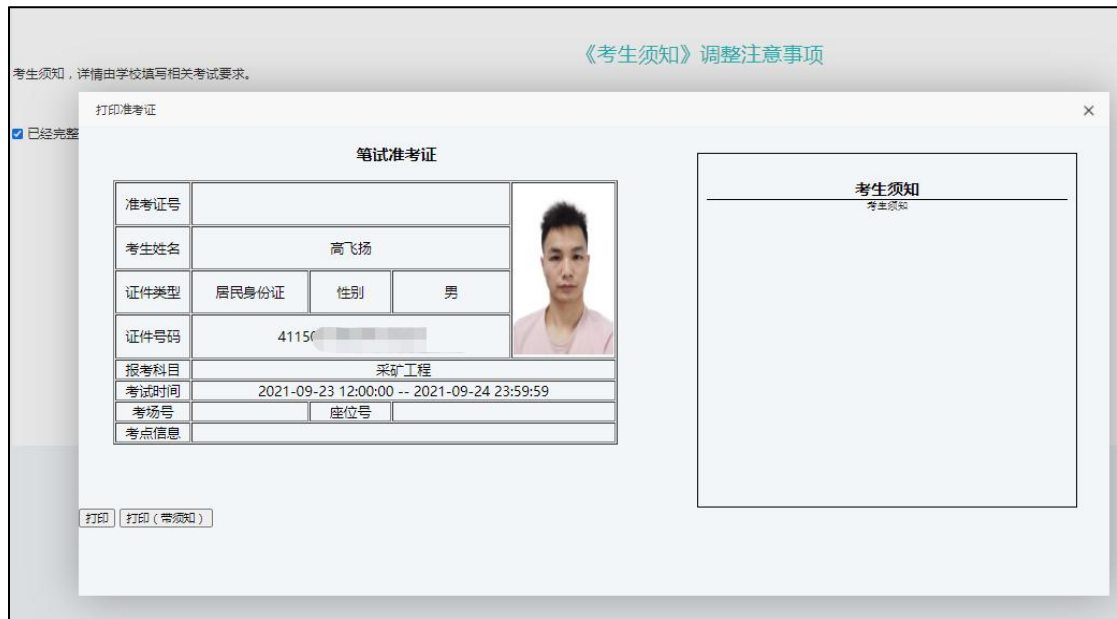 《考生须知》调整注意事项
考生须知，详情由学校填写相关考试要求。
打印准考证
已经完整
笔试准考证
准考证号
考生姓名 高飞扬
证件类型 居民身份证 性别 男
证件号码 4115
报考科目 采矿工程
考试时间 2021-09-23 12:00:00 -- 2021-09-24 23:59:59
考场号 座位号
考点信息
考生须知
考生须知
打印 打印（带须知）